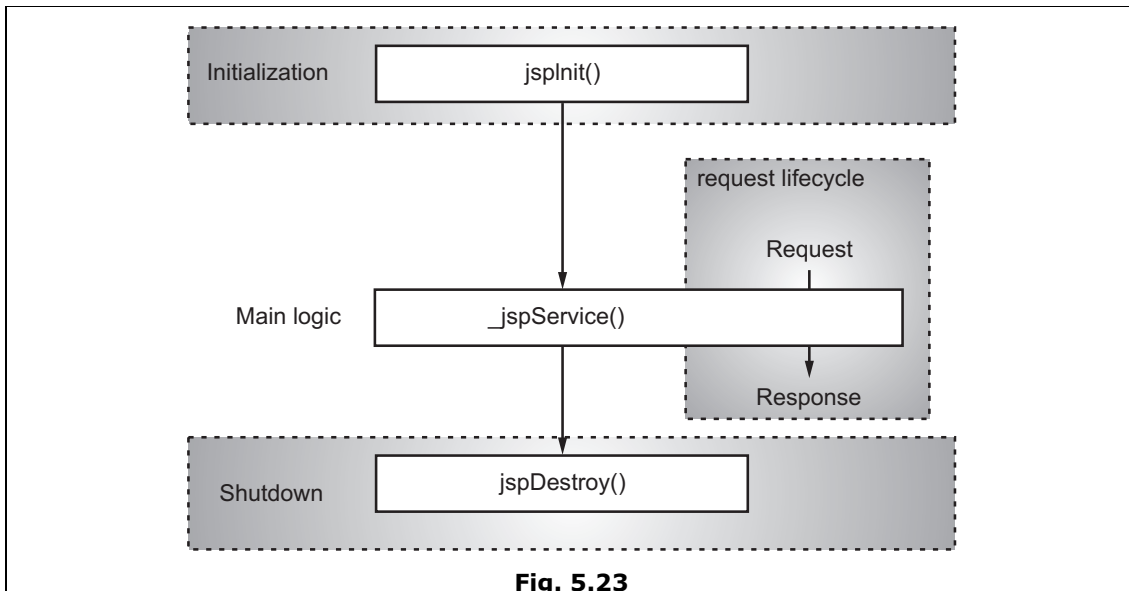 Initialization
jspInit()
request lifecycle
Request
Main logic
_jspService()
Response
Shutdown
jspDestroy()
Fig. 5.23